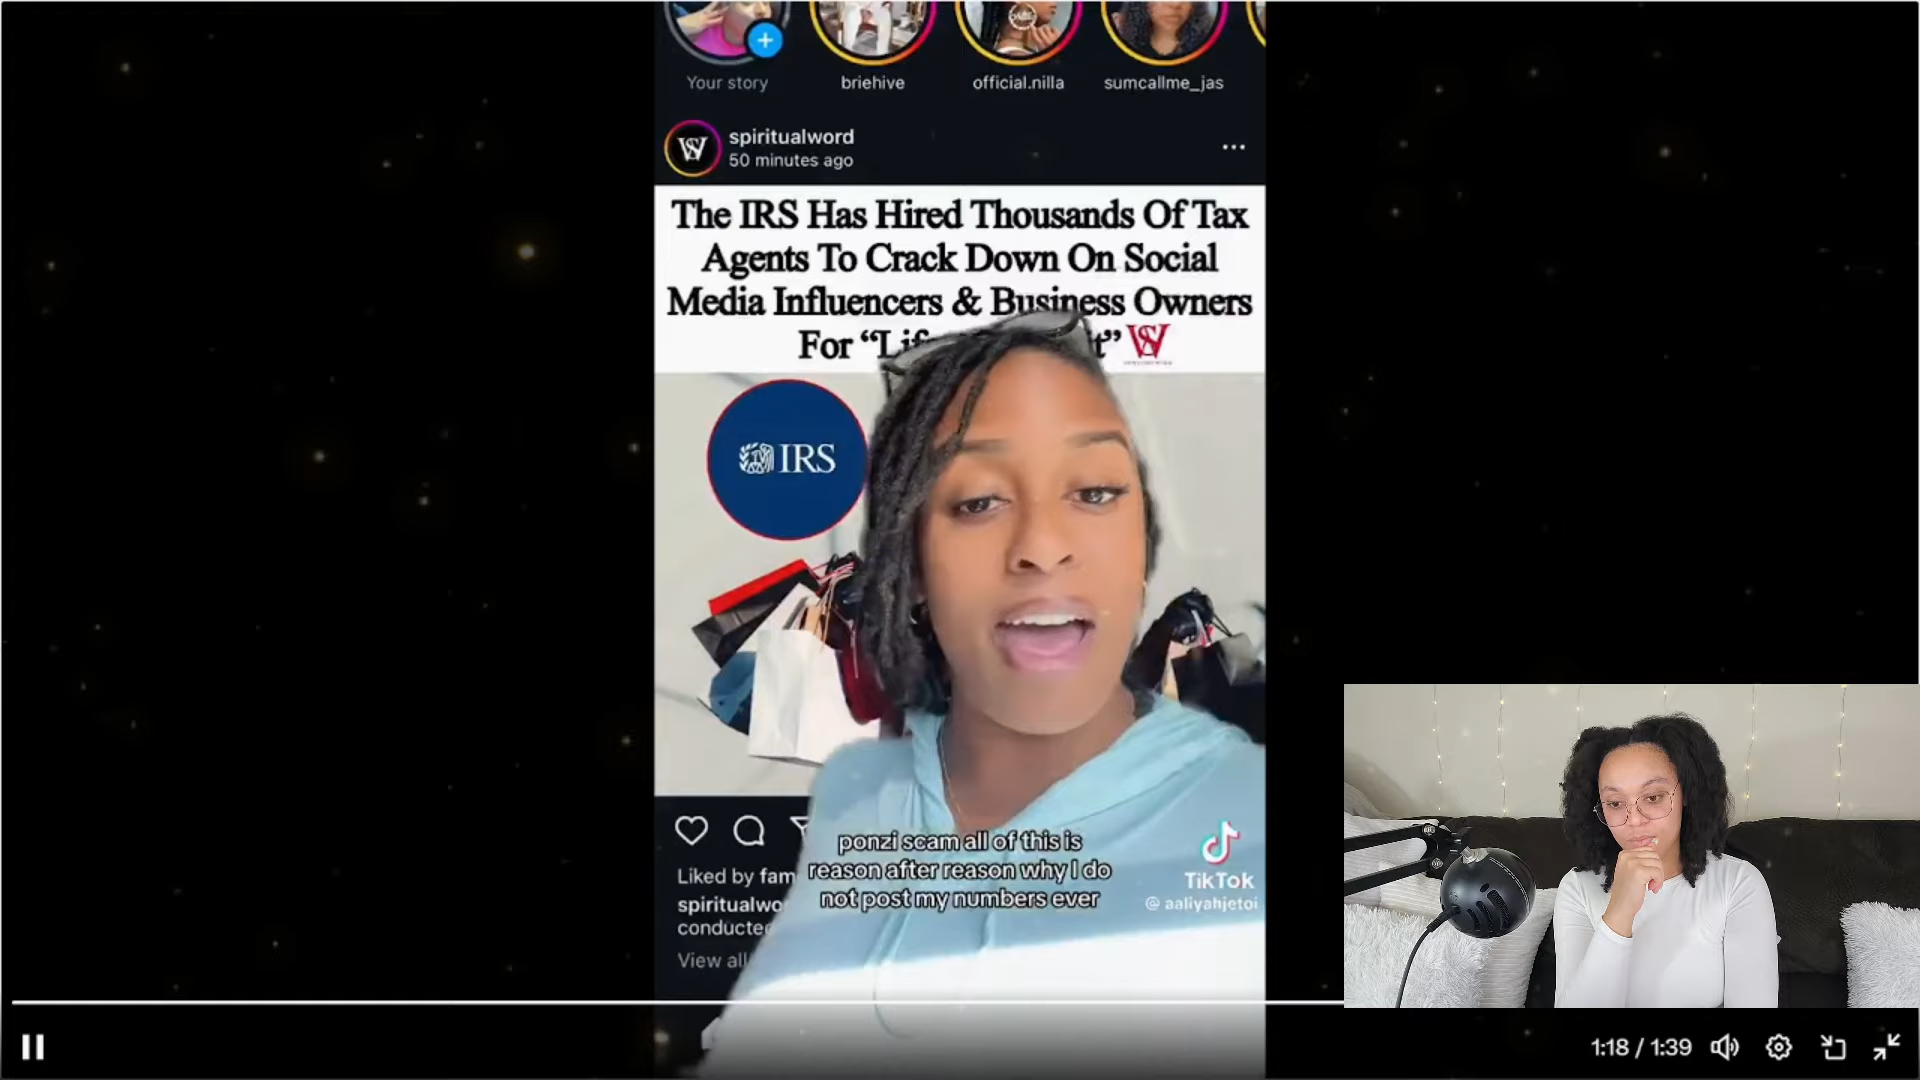 Your story
briehive
official.nilla
sumcallme_jas
spiritualword
50 minutes ago
The IRS Has Hired Thousands Of Tax
Agents To Crack Down On Social
Media Influencers & Business Owners
For “
IRS
Liked by fam
spiritualwo
conducted
View all
ponzi scam all of this is
reason after reason why I do
not post my numbers ever
TikTok
@ aaliyahjetoi
1:18 / 1:39